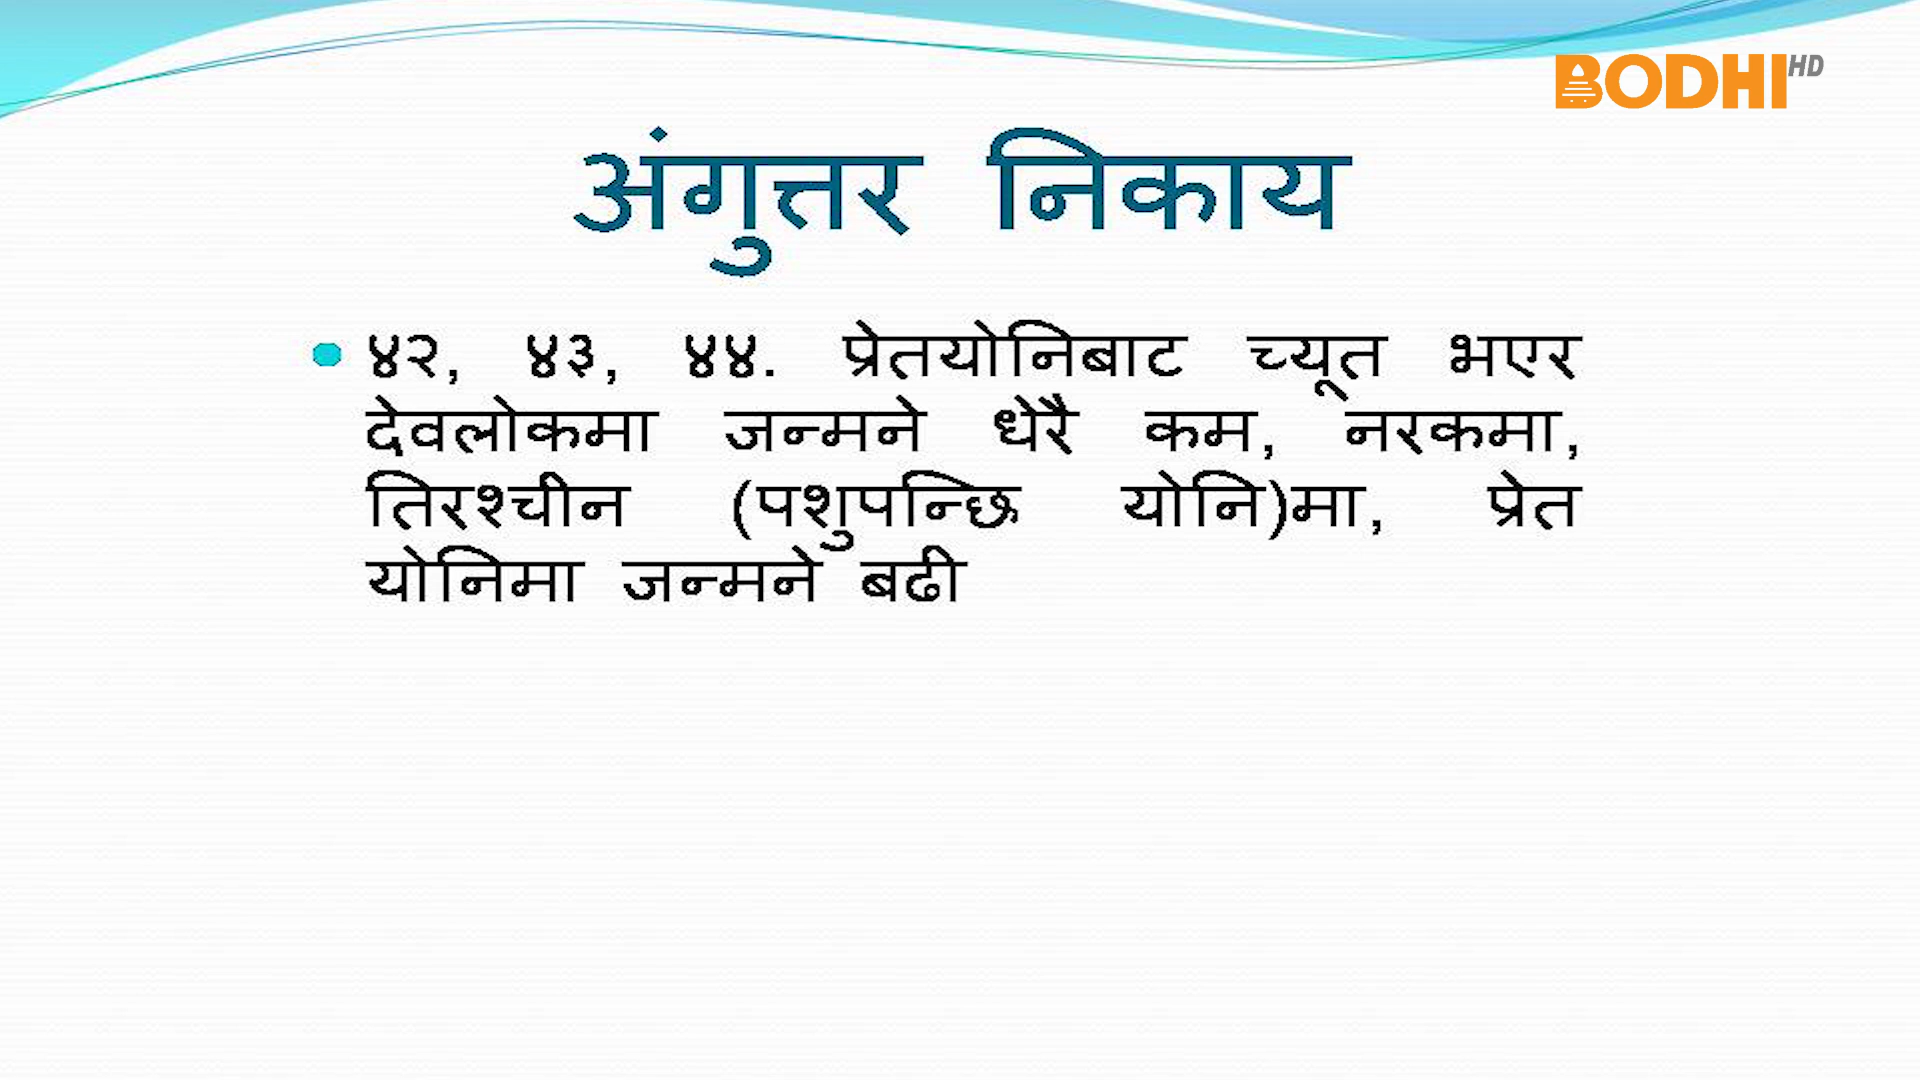 BODHI HD
अंगुत्तर निकाय
• ४२, ४३, ४४. प्रेतयोनिबाट च्यूत भएर
देवलोकमा जन्मने धेरै कम, नरकमा,
तिरश्चीन (पशुपन्छि योनि)मा, प्रेत
योनिमा जन्मने बढी